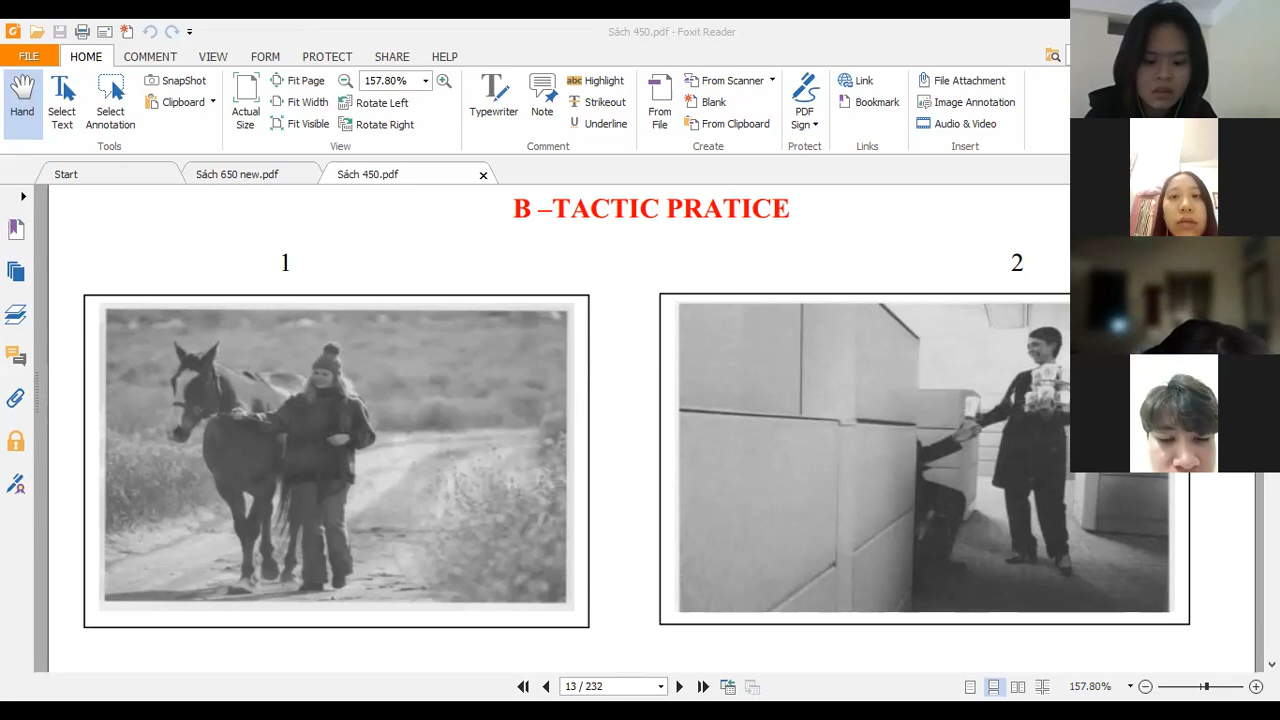 Sách 450.pdf - Foxit Reader
FILE HOME COMMENT VIEW FORM PROTECT SHARE HELP
Hand
Select Text
Select Annotation
SnapShot
Clipboard
Tools
Actual Size
Fit Page
Fit Width
Fit Visible
157.80%
Rotate Left
Rotate Right
View
Typewriter
Note
abc Highlight
Strikeout
Underline
Comment
From File
From Scanner
Blank
From Clipboard
Create
PDF Sign
Protect
Link
Bookmark
Links
File Attachment
Image Annotation
Audio & Video
Insert
Start Sách 650 new.pdf Sách 450.pdf
B –TACTIC PRATICE
1 2
13 / 232 157.80%